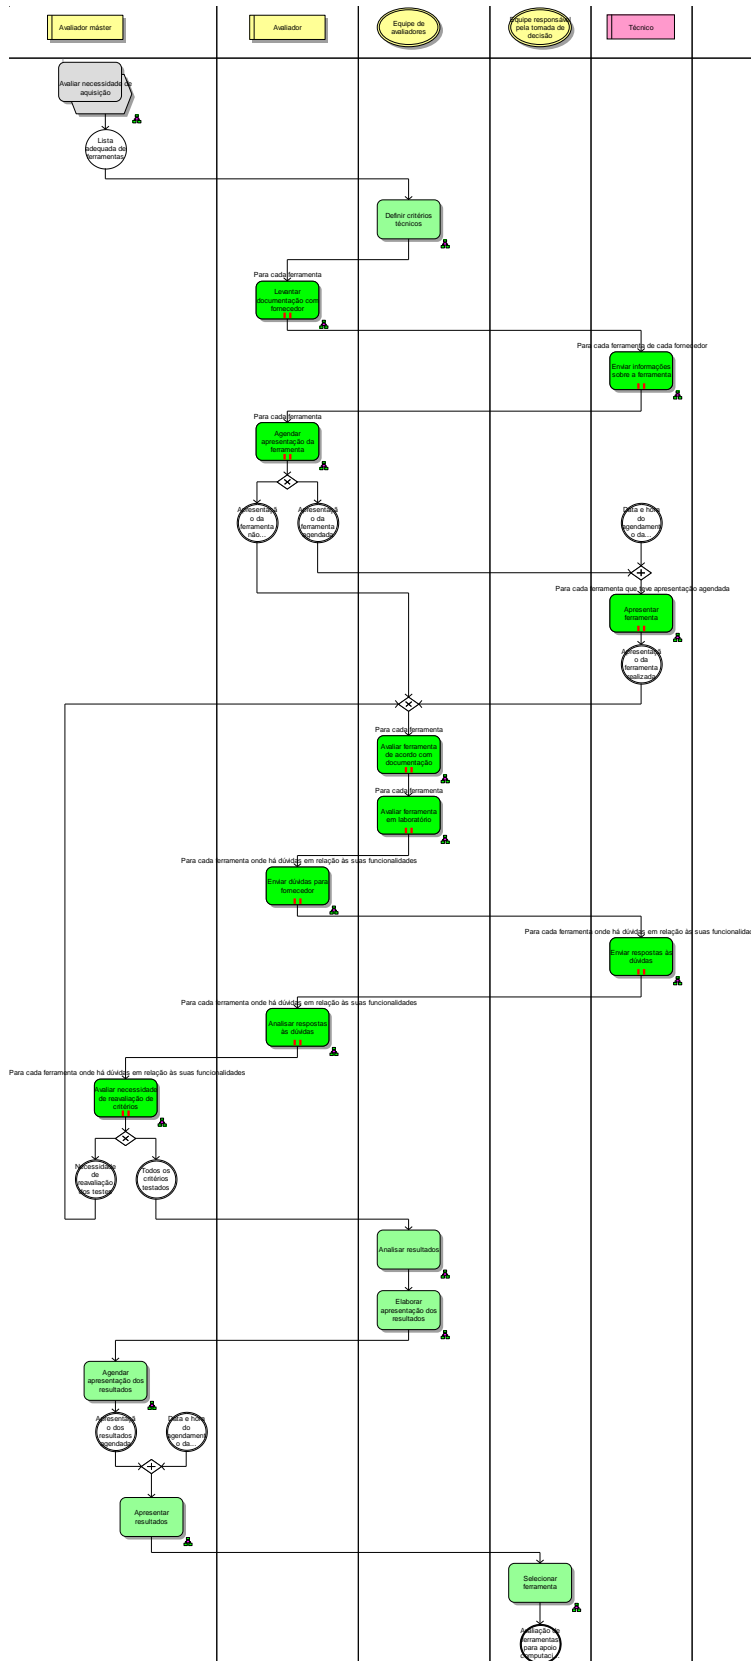 Avaliador máster
Avaliador
Equipe de
avaliadores
Equipe responsável
pela tomada de
decisão
Técnico
Avaliar necessidade de
aquisição
Lista
adequada de
ferramentas
Definir critérios
técnicos
Para cada ferramenta
Levantar
documentação com
fornecedor
Para cada ferramenta de cada fornecedor
Enviar informações
sobre a ferramenta
Para cada ferramenta
Agendar
apresentação da
ferramenta
Apresentaçã
o da
ferramenta
não...
Apresentaçã
o da
ferramenta
agendada
Data e hora
do
agendament
o da...
Para cada ferramenta que teve apresentação agendada
Apresentar
ferramenta
Apresentaçã
o da
ferramenta
realizada
Para cada ferramenta
Avaliar ferramenta
de acordo com
documentação
Para cada ferramenta
Avaliar ferramenta
em laboratório
Para cada ferramenta onde há dúvidas em relação às suas funcionalidades
Enviar dúvidas para
fornecedor
Para cada ferramenta onde há dúvidas em relação às suas funcionalidad
Enviar respostas às
dúvidas
Para cada ferramenta onde há dúvidas em relação às suas funcionalidades
Analisar respostas
às dúvidas
Para cada ferramenta onde há dúvidas em relação às suas funcionalidades
Avaliar necessidade
de reavaliação de
critérios
Necessidade
de
reavaliação
dos testes
Todos os
critérios
testados
Analisar resultados
Elaborar
apresentação dos
resultados
Agendar
apresentação dos
resultados
Apresentaçã
o dos
resultados
agendada
Data e hora
do
agendament
o da...
Apresentar
resultados
Selecionar
ferramenta
Avaliação de
ferramentas
para apoio
computaci...